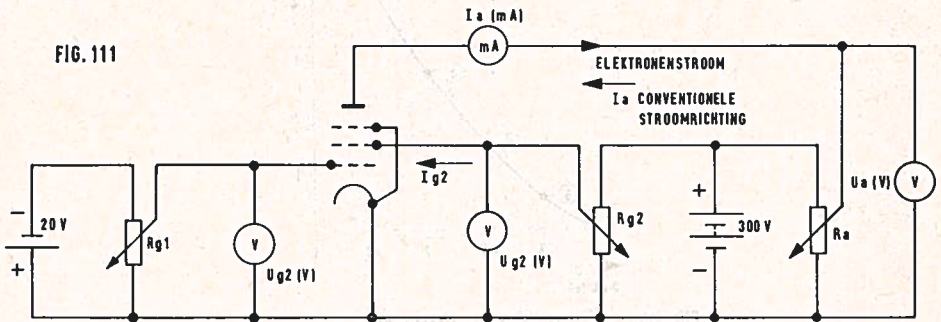 Ia (mA)
FIG. 111
mA
ELEKTRONENSTROOM
Ia CONVENTIONELE
STROOMRICHTING
Ig2
- 20 V +
Rg1
V
Ug2 (V)
V
Ug2 (V)
Rg2
+ 300 V -
Ra
Ua (V)
V